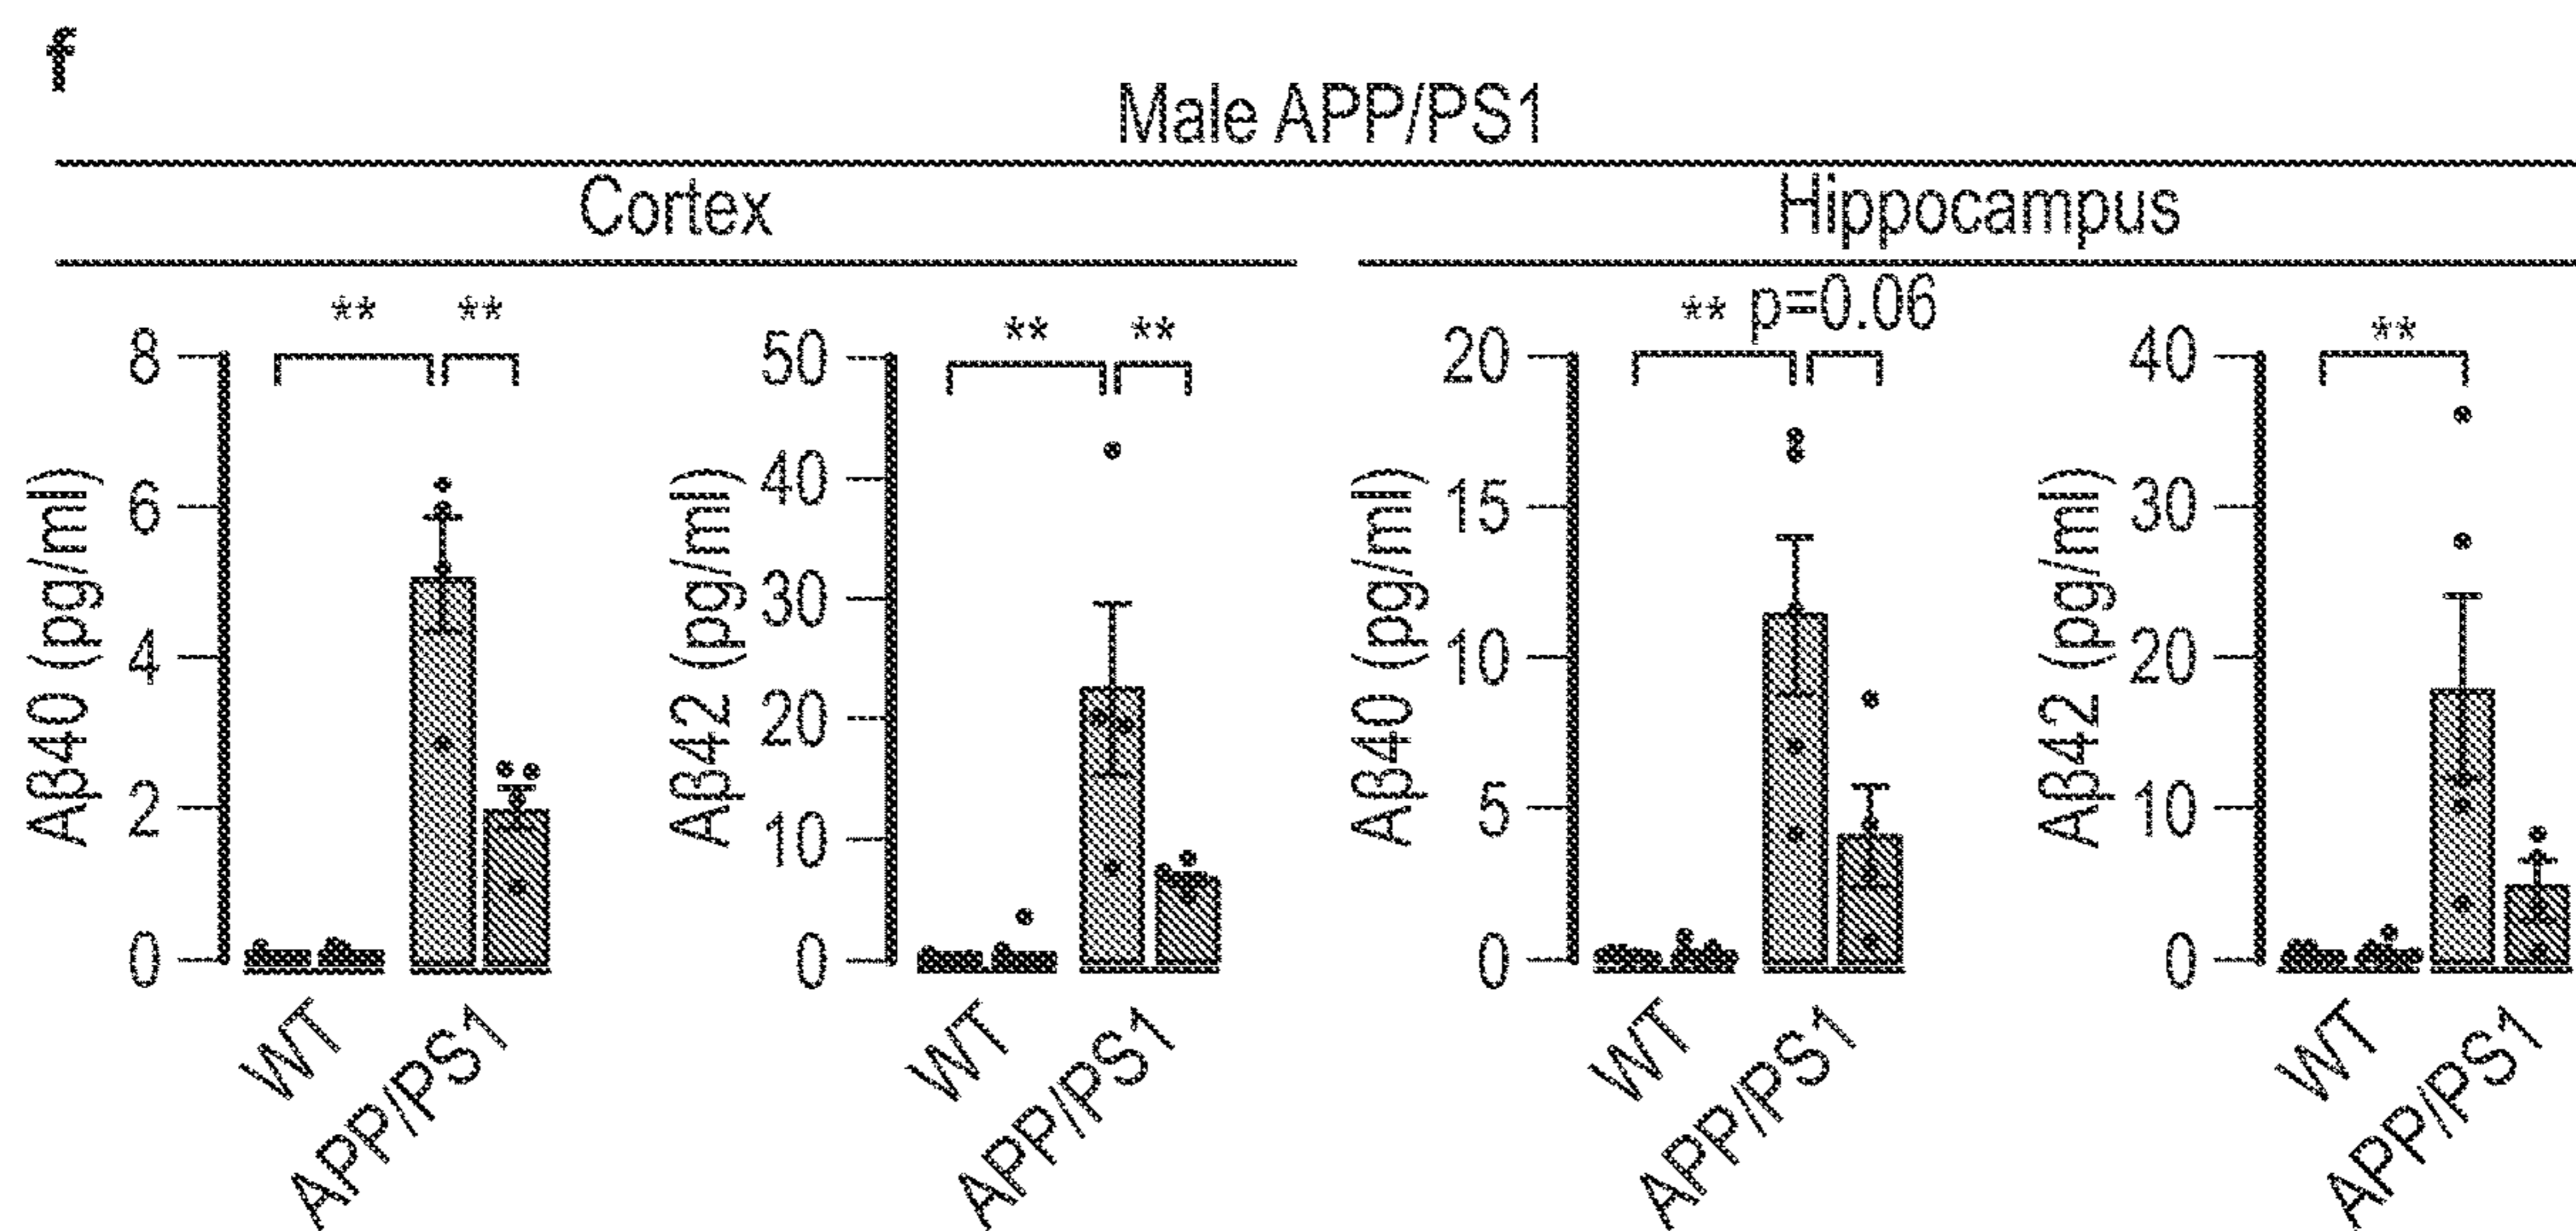 f
Male APP/PS1
Cortex
Hippocampus
** **
8
6
4
2
0
Aβ40 (pg/ml)
WT
APP/PS1
** **
50
40
30
20
10
0
Aβ42 (pg/ml)
WT
APP/PS1
** p=0.06
20
15
10
5
0
Aβ40 (pg/ml)
WT
APP/PS1
**
40
30
20
10
0
Aβ42 (pg/ml)
WT
APP/PS1